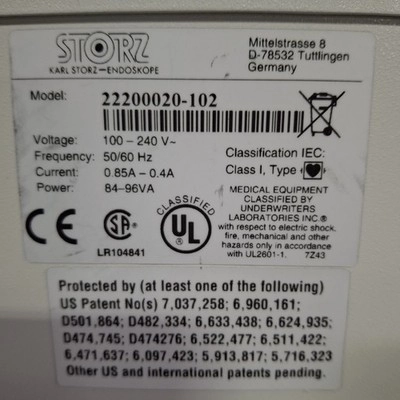 STORZ
KARL STORZ—ENDOSKOPE
Mittelstrasse 8
D-78532 Tuttlingen
Germany
Model: 22200020-102
Voltage: 100 - 240 V~
Frequency: 50/60 Hz
Current: 0.85A - 0.4A
Power: 84-96VA
Classification IEC:
Class I, Type
CE
SA
LR104841
CLASSIFIED
UL
MEDICAL EQUIPMENT
CLASSIFIED BY
UNDERWRITERS
LABORATORIES INC.®
with respect to electric shock,
fire, mechanical and other
hazards only in accordance
with UL2601-1. 7Z43
Protected by (at least one of the following)
US Patent No(s) 7,037,258; 6,960,161;
D501,864; D482,334; 6,633,438; 6,624,935;
D474,745; D474276; 6,522,477; 6,511,422;
6,471,637; 6,097,423; 5,913,817; 5,716,323
Other US and international patents pending.